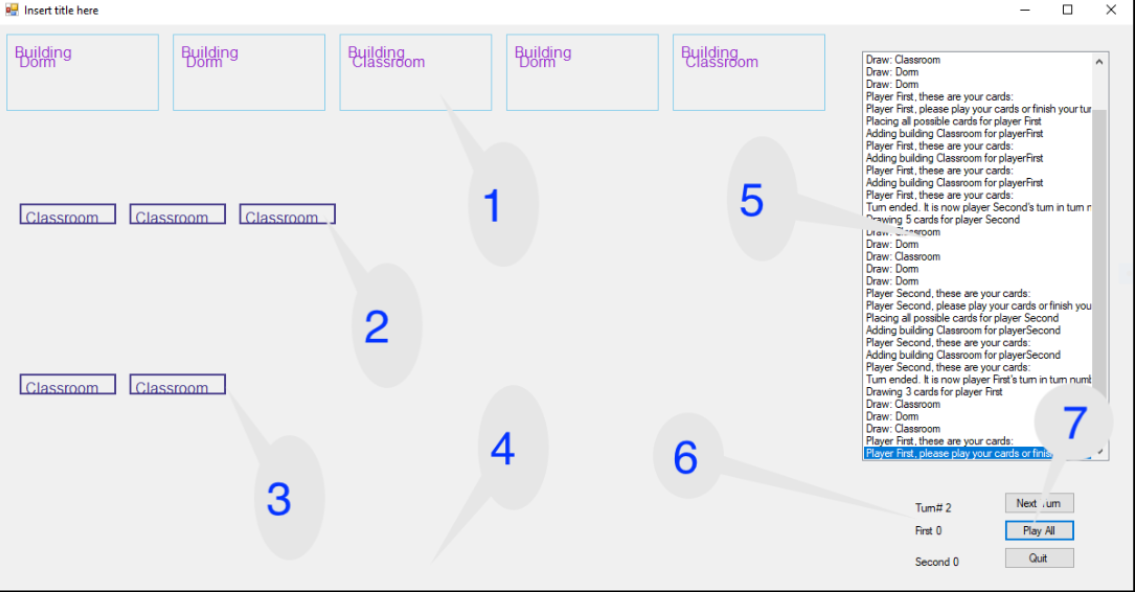 Insert title here
Building
Dorm
Building
Dorm
Building
Classroom
Building
Dorm
Building
Classroom
1
Classroom
Classroom
Classroom
2
Classroom
Classroom
3
4
5
Draw: Classroom
Draw: Dorm
Draw: Dorm
Player First, these are your cards:
Player First, please play your cards or finish your tur
Placing all possible cards for player First
Adding building Classroom for playerFirst
Player First, these are your cards:
Adding building Classroom for playerFirst
Player First, these are your cards:
Adding building Classroom for playerFirst
Player First, these are your cards:
Turn ended. It is now player Second's turn in turn n
Drawing 5 cards for player Second
Draw: Classroom
Draw: Dorm
Draw: Classroom
Draw: Dorm
Draw: Dorm
Player Second, these are your cards:
Player Second, please play your cards or finish you
Placing all possible cards for player Second
Adding building Classroom for playerSecond
Player Second, these are your cards:
Adding building Classroom for playerSecond
Player Second, these are your cards:
Turn ended. It is now player First's turn in turn numb
Drawing 3 cards for player First
Draw: Classroom
Draw: Dorm
Draw: Classroom
Player First, these are your cards:
Player First, please play your cards or finis
6
7
Turn# 2
Next Turn
First 0
Play All
Second 0
Quit